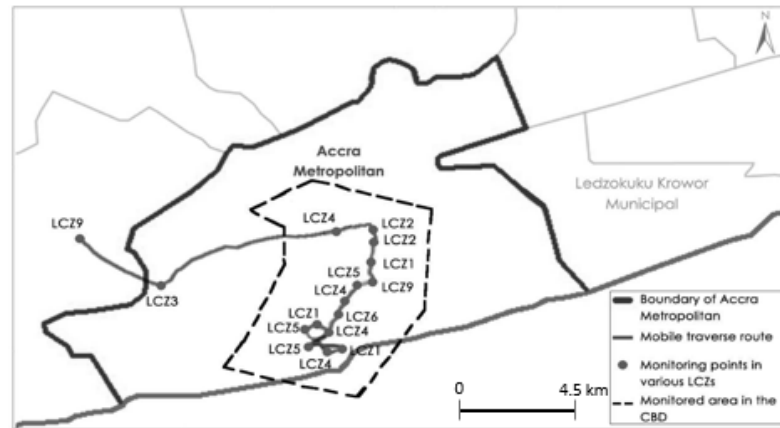 N
Accra
Metropolitan
Ledzokuku Krowor
Municipal
LCZ9
LCZ4
LCZ2
LCZ2
LCZ1
LCZ3
LCZ5
LCZ9
LCZ4
LCZ1
LCZ6
LCZ5
LCZ4
LCZ5
LCZ1
LCZ4
0
4.5 km
Boundary of Accra
Metropolitan
Mobile traverse route
Monitoring points in
various LCZs
Monitored area in the
CBD